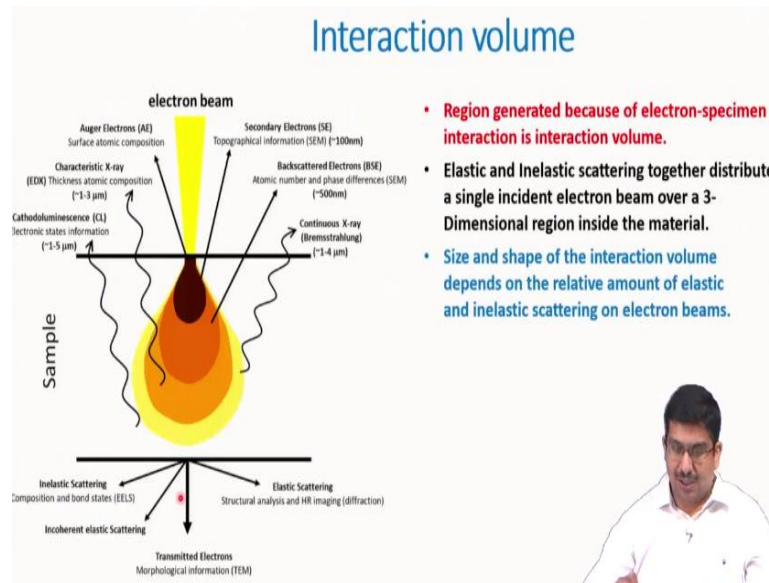 Interaction volume
electron beam
Auger Electrons (AE)
Surface atomic composition
Secondary Electrons (SE)
Topographical information (SEM) (~100nm)
Characteristic X-ray
(EDX) Thickness atomic composition
(~1-3 μm)
Backscattered Electrons (BSE)
Atomic number and phase differences (SEM)
(~500nm)
Cathodoluminescence (CL)
Electronic states information
(~1-5 μm)
Continuous X-ray
(Bremsstrahlung)
(~1-4 μm)
Sample
Inelastic Scattering
Composition and bond states (EELS)
Elastic Scattering
Structural analysis and HR imaging (diffraction)
Incoherent elastic Scattering
Transmitted Electrons
Morphological information (TEM)
• Region generated because of electron-specimen
interaction is interaction volume.
• Elastic and Inelastic scattering together distribute
a single incident electron beam over a 3-
Dimensional region inside the material.
• Size and shape of the interaction volume
depends on the relative amount of elastic
and inelastic scattering on electron beams.